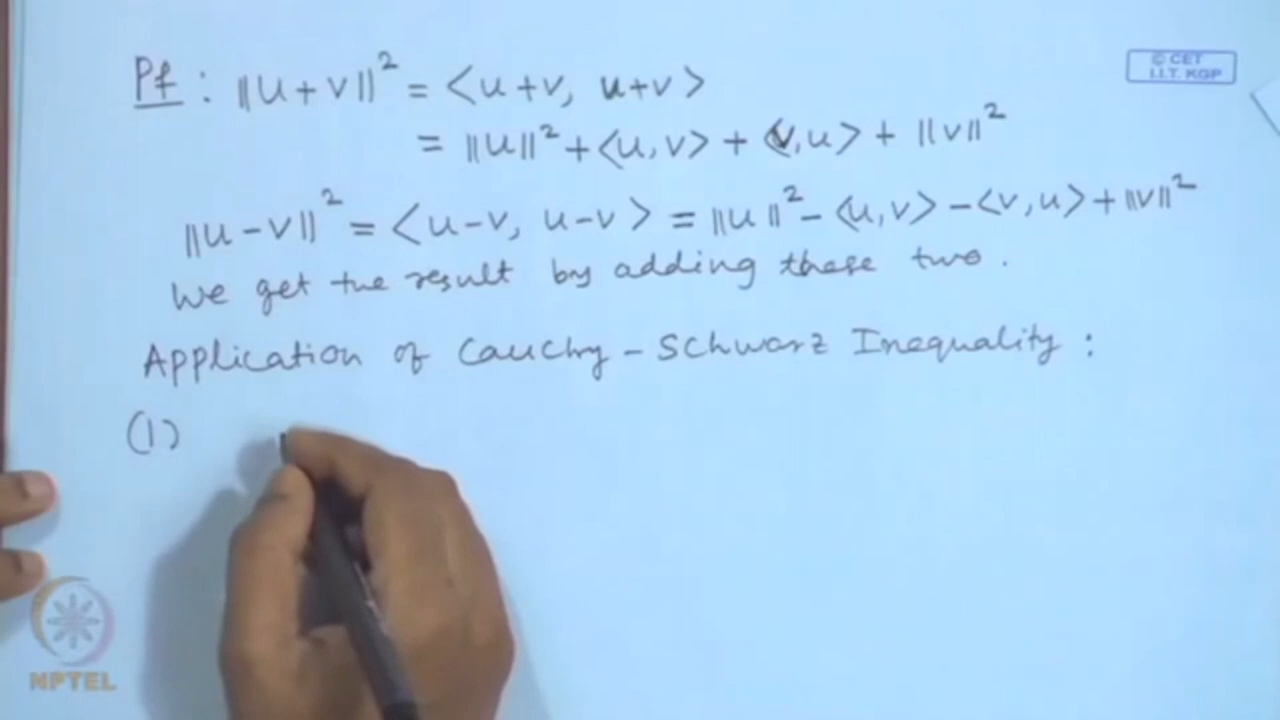 Pf : ||u+v||² = <u+v, u+v>
© CET
I.I.T. KGP
= ||u||² + <u,v> + <v,u> + ||v||²
||u-v||² = <u-v, u-v> = ||u||² - <u,v> - <v,u> + ||v||²
We get the result by adding these two.
Application of Cauchy-Schwarz Inequality :
(1)
NPTEL